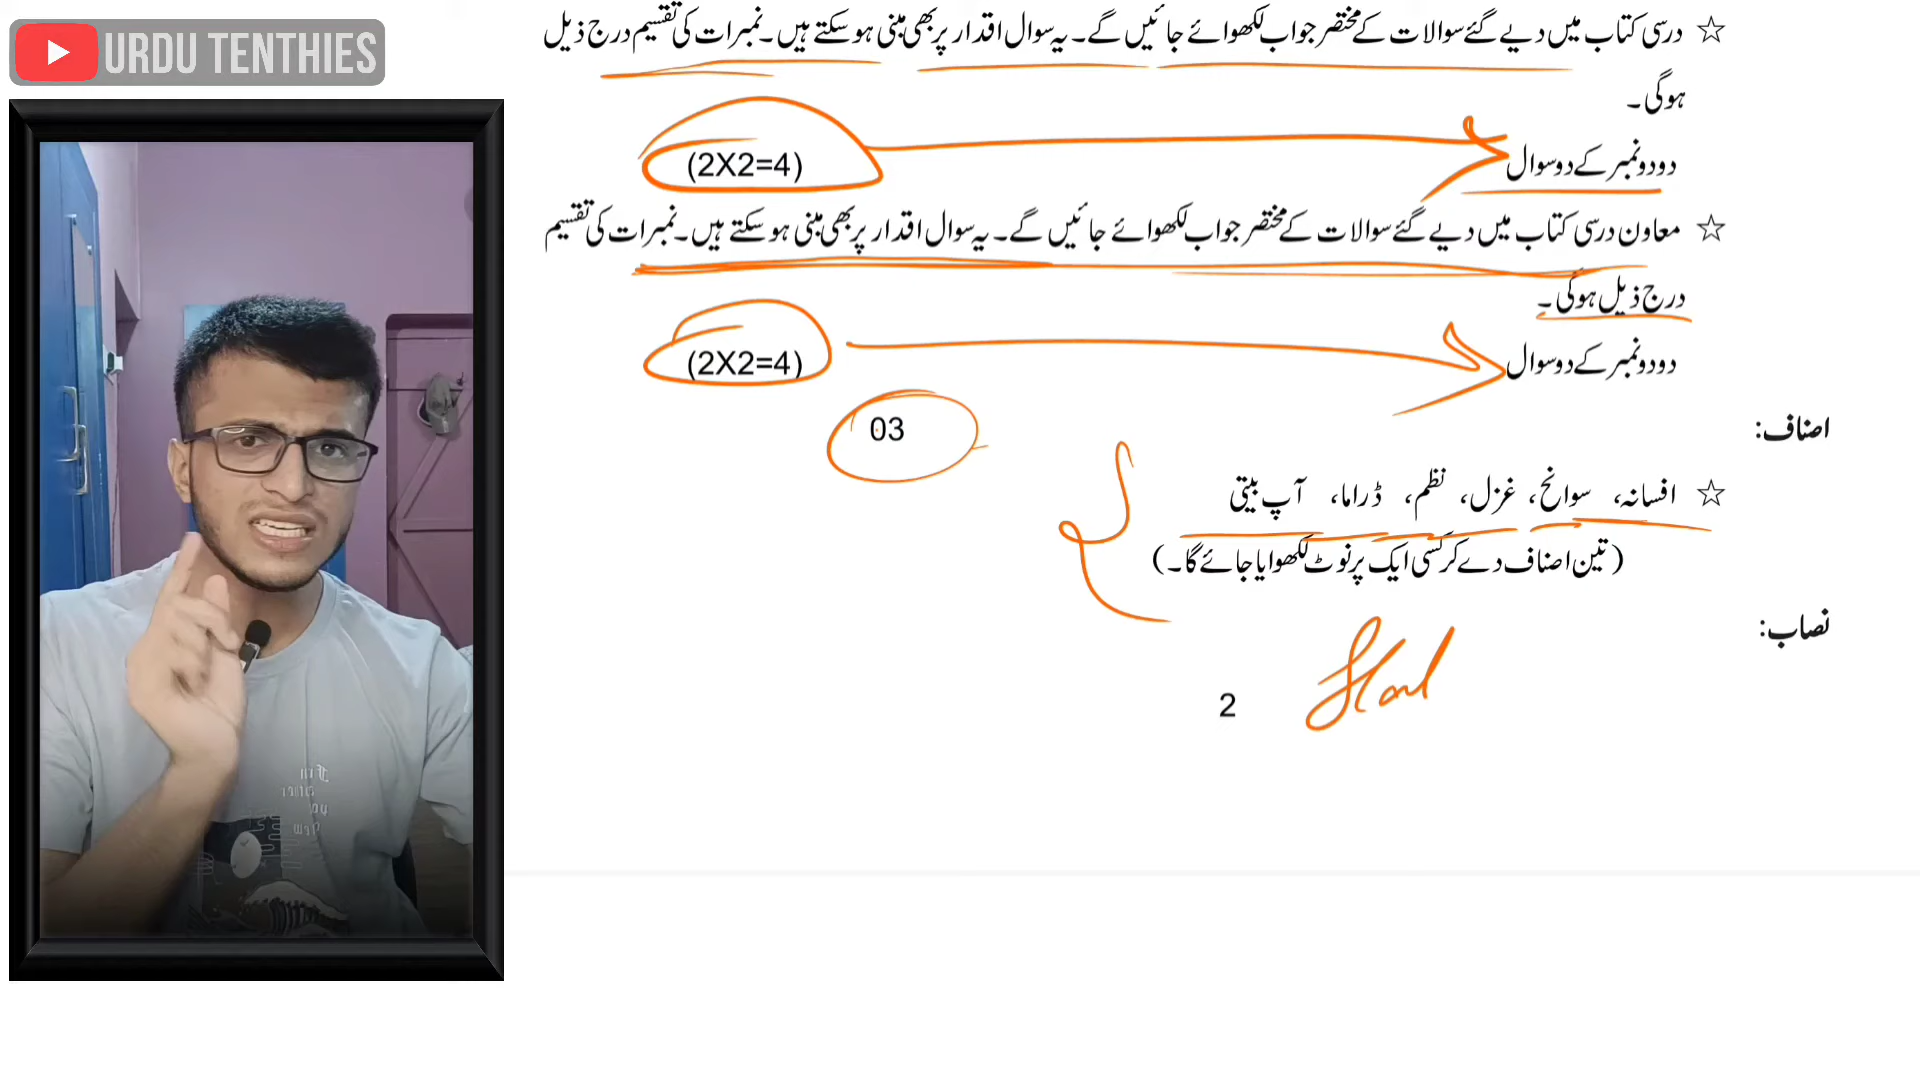 URDU TENTHIES
☆ درسی کتاب میں دیے گئے سوالات کے مختصر جواب لکھوائے جائیں گے۔ یہ سوال اقدار پر بھی مبنی ہو سکتے ہیں۔ نمبرات کی تقسیم درج ذیل
ہوگی۔
دو دو نمبر کے دو سوال (2X2=4)
☆ معاون درسی کتاب میں دیے گئے سوالات کے مختصر جواب لکھوائے جائیں گے۔ یہ سوال اقدار پر بھی مبنی ہو سکتے ہیں۔ نمبرات کی تقسیم
درج ذیل ہوگی۔
دو دو نمبر کے دو سوال (2X2=4)
اصناف: 03
☆ افسانہ، سوانح، غزل، نظم، ڈراما، آپ بیتی
(تین اصناف دے کر کسی ایک پر نوٹ لکھوایا جائے گا۔)
نصاب:
2